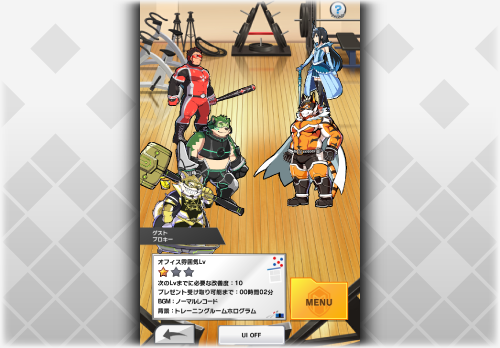 ゲスト
ブロキー
オフィス雰囲気Lv
次のLvまでに必要な改善度：10
プレゼント受け取り可能まで：00時間02分
BGM：ノーマルレコード
背景：トレーニングルームホログラム
MENU
UI OFF
?